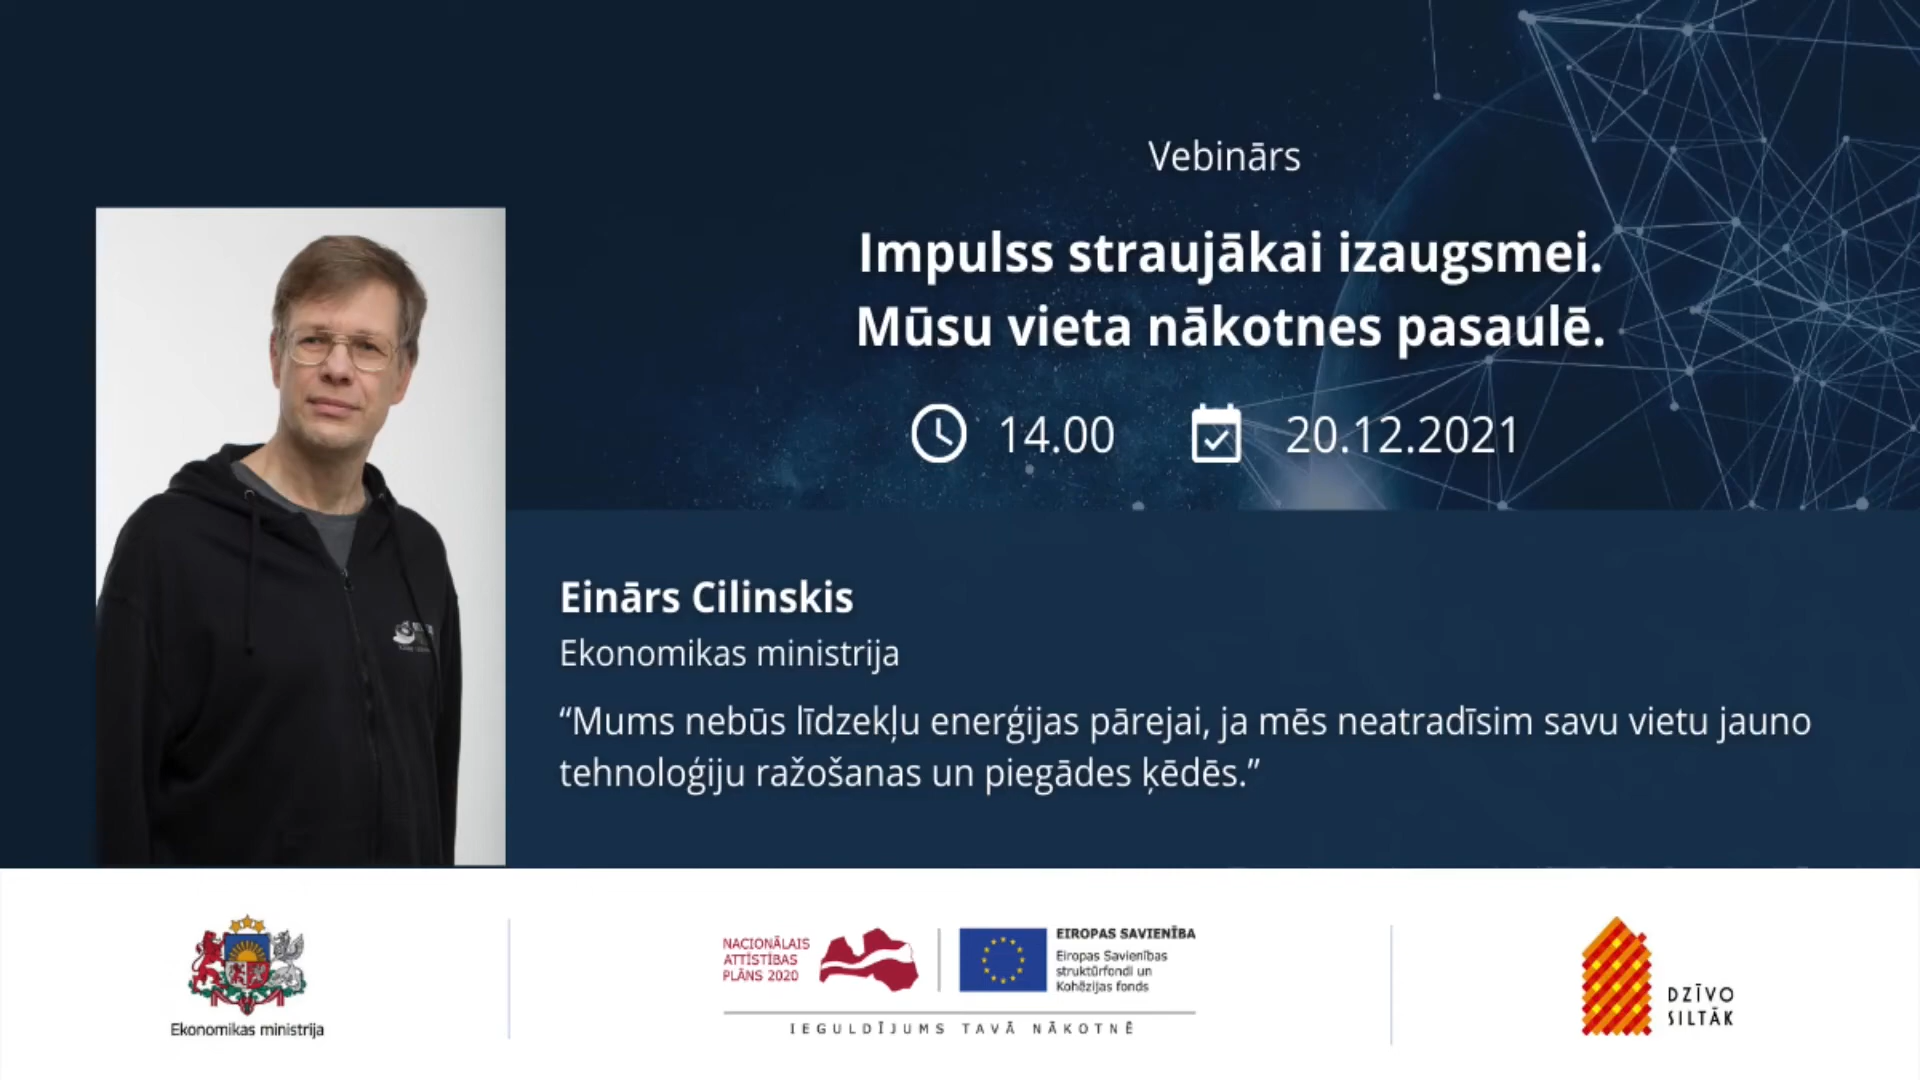 Vebinārs
Impulss straujākai izaugsmei.
Mūsu vieta nākotnes pasaulē.
14.00 20.12.2021
Einārs Cilinskis
Ekonomikas ministrija
“Mums nebūs līdzekļu enerģijas pārejai, ja mēs neatradīsim savu vietu jauno
tehnoloģiju ražošanas un piegādes ķēdēs.”
Ekonomikas ministrija
NACIONĀLAIS
ATTĪSTĪBAS
PLĀNS 2020
EIROPAS SAVIENĪBA
Eiropas Savienības
struktūrfondi un
Kohēzijas fonds
IEGULDĪJUMS TAVĀ NĀKOTNĒ
DZĪVO
SILTĀK